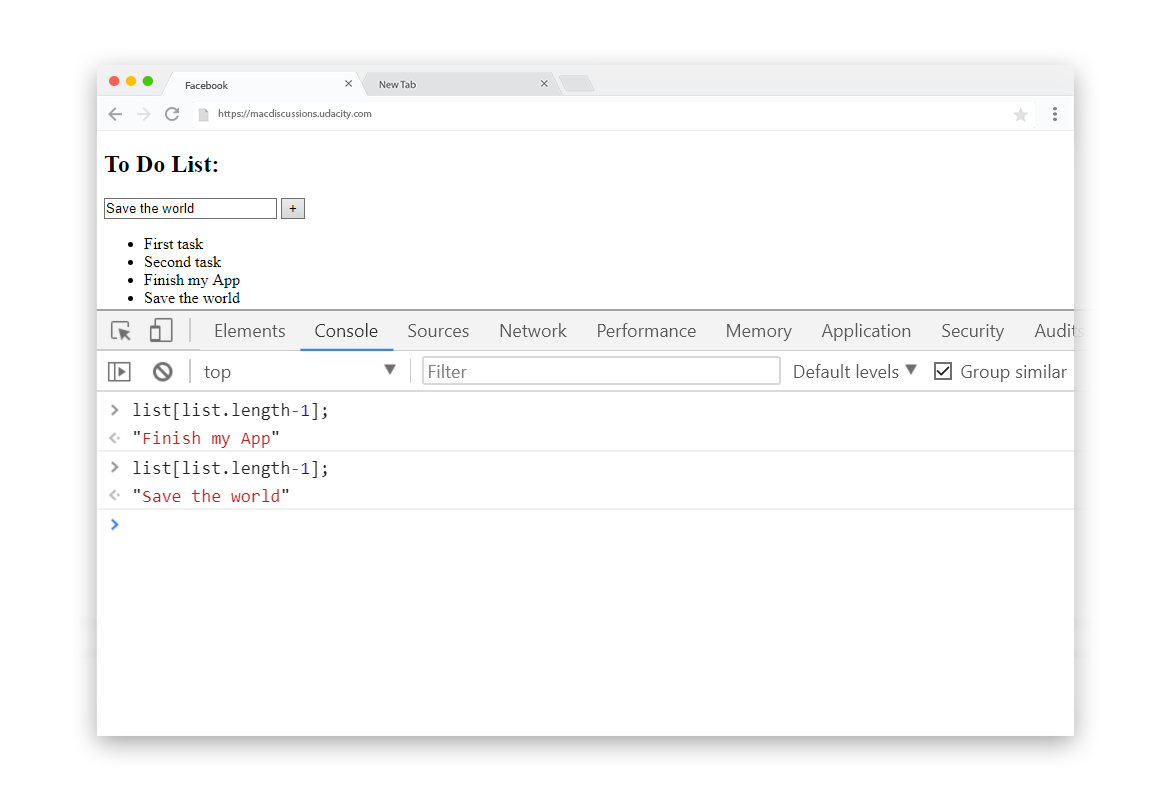 Facebook
New Tab
https://macdiscussions.udacity.com
To Do List:
Save the world +
First task
Second task
Finish my App
Save the world
Elements Console Sources Network Performance Memory Application Security Audits
top Filter Default levels Group similar
list[list.length-1];
"Finish my App"
list[list.length-1];
"Save the world"